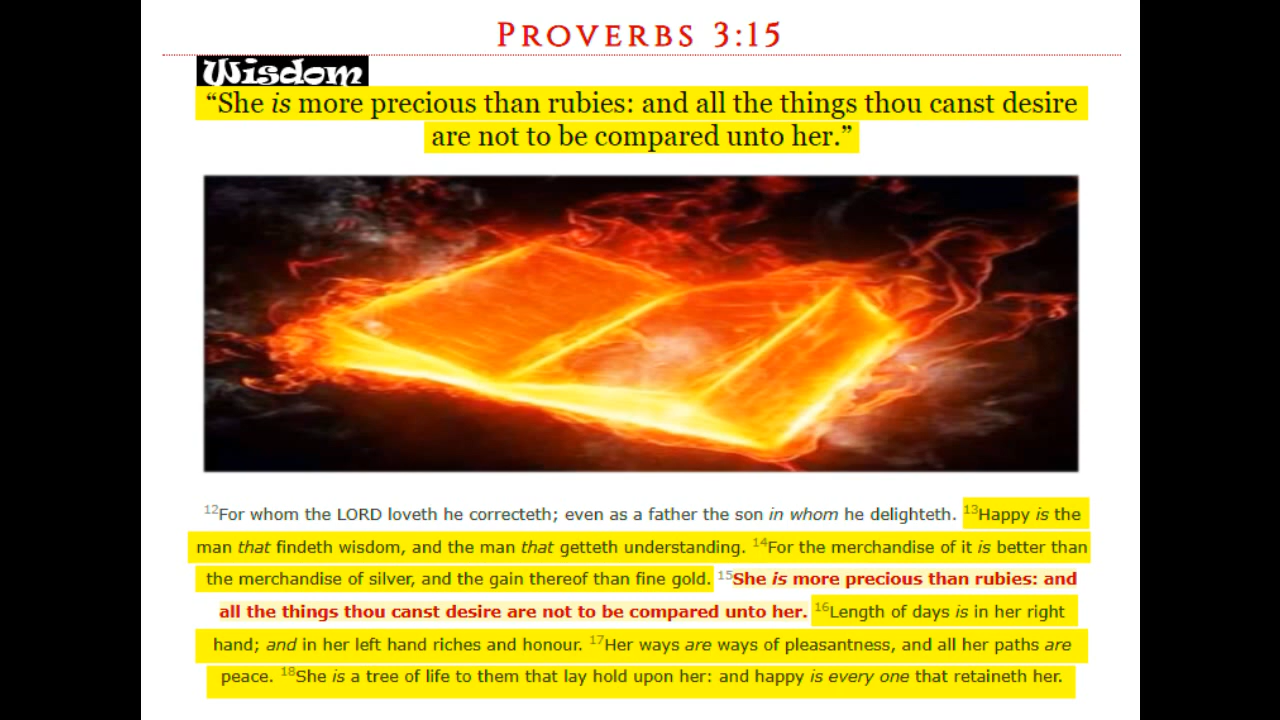 PROVERBS 3:15
Wisdom
“She is more precious than rubies: and all the things thou canst desire
are not to be compared unto her.”
12For whom the LORD loveth he correcteth; even as a father the son in whom he delighteth. 13Happy is the
man that findeth wisdom, and the man that getteth understanding. 14For the merchandise of it is better than
the merchandise of silver, and the gain thereof than fine gold. 15She is more precious than rubies: and
all the things thou canst desire are not to be compared unto her. 16Length of days is in her right
hand; and in her left hand riches and honour. 17Her ways are ways of pleasantness, and all her paths are
peace. 18She is a tree of life to them that lay hold upon her: and happy is every one that retaineth her.